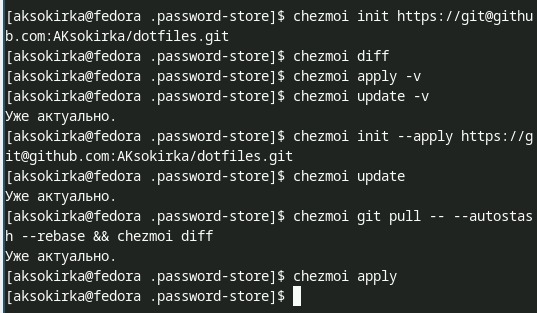 [aksokirka@fedora .password-store]$ chezmoi init https://git@githu
b.com:AKsokirka/dotfiles.git
[aksokirka@fedora .password-store]$ chezmoi diff
[aksokirka@fedora .password-store]$ chezmoi apply -v
[aksokirka@fedora .password-store]$ chezmoi update -v
Уже актуально.
[aksokirka@fedora .password-store]$ chezmoi init --apply https://g
it@github.com:AKsokirka/dotfiles.git
[aksokirka@fedora .password-store]$ chezmoi update
Уже актуально.
[aksokirka@fedora .password-store]$ chezmoi git pull -- --autostas
h --rebase && chezmoi diff
Уже актуально.
[aksokirka@fedora .password-store]$ chezmoi apply
[aksokirka@fedora .password-store]$